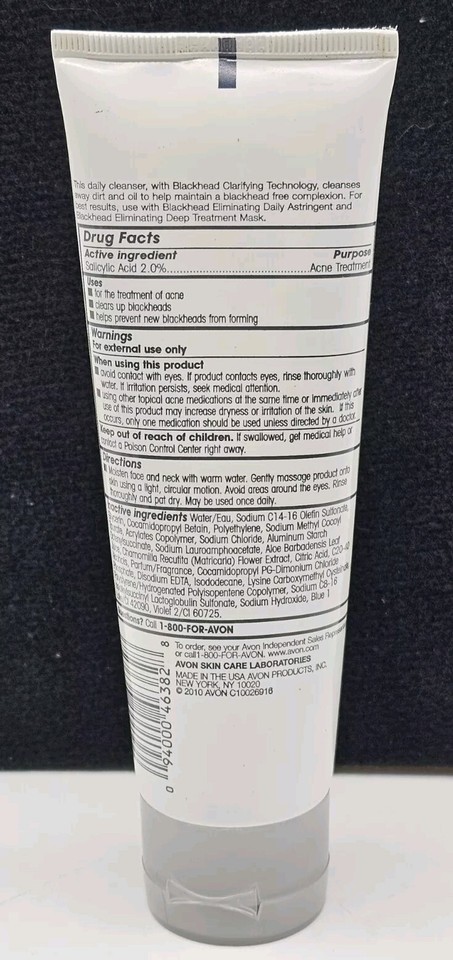 This daily cleanser, with Blackhead Clarifying Technology, cleanses
away dirt and oil to help maintain a blackhead free complexion. For
best results, use with Blackhead Eliminating Daily Astringent and
Blackhead Eliminating Deep Treatment Mask.
Drug Facts
Active ingredient Purpose
Salicylic Acid 2.0%..........................................Acne Treatment
Uses
■ for the treatment of acne
■ clears up blackheads
■ helps prevent new blackheads from forming
Warnings
For external use only
When using this product
■ avoid contact with eyes. If product contacts eyes, rinse thoroughly with
water. If irritation persists, seek medical attention.
■ using other topical acne medications at the same time or immediately after
use of this product may increase dryness or irritation of the skin. If this
occurs, only one medication should be used unless directed by a doctor.
Keep out of reach of children. If swallowed, get medical help or
contact a Poison Control Center right away.
Directions
■ Moisten face and neck with warm water. Gently massage product onto
skin using a light, circular motion. Avoid areas around the eyes. Rinse
thoroughly and pat dry. May be used once daily.
ingredients Water/Eau, Sodium C14-16 Olefin Sulfonate,
Cocamidopropyl Betain, Polyethylene, Sodium Methyl Cocoyl
Acrylates Copolymer, Sodium Chloride, Aluminum Starch
Sodium Lauroamphoacetate, Aloe Barbadensis Leaf
Chamomilla Recutita (Matricaria) Flower Extract, Citric Acid, C20-40
Parfum/Fragrance, Cocamidopropyl PG-Dimonium Chloride
Disodium EDTA, Isododecane, Lysine Carboxymethyl
Hydrogenated Polyisopentene Copolymer, Sodium C8-16
Lactoglobulin Sulfonate, Sodium Hydroxide, Blue 1
42090, Violet 2/CI 60725.
Call 1-800-FOR-AVON
To order, see your Avon Independent Sales
or call 1-800-FOR-AVON. www.avon.com
AVON SKIN CARE LABORATORIES
MADE IN THE USA AVON PRODUCTS, INC.
NEW YORK, NY 10020
© 2010 AVON C10026916
0 94000 46382 8